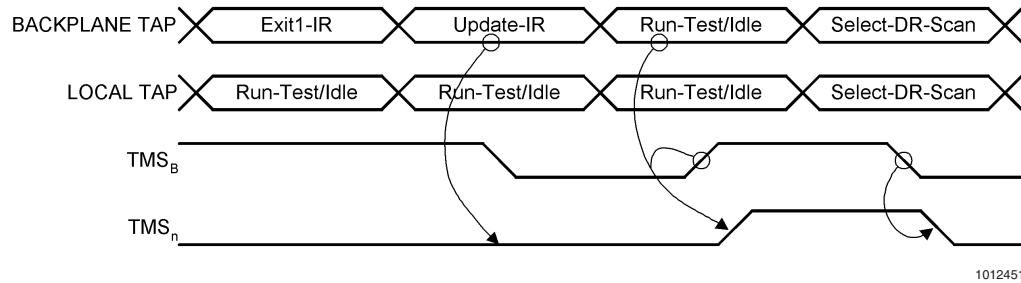 BACKPLANE TAP Exit1-IR Update-IR Run-Test/Idle Select-DR-Scan
LOCAL TAP Run-Test/Idle Run-Test/Idle Run-Test/Idle Select-DR-Scan
TMSB
TMSn
1012451